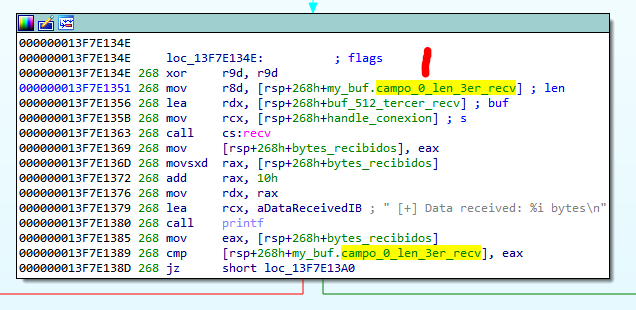 000000013F7E134E
000000013F7E134E loc_13F7E134E: ; flags
000000013F7E134E 268 xor r9d, r9d
000000013F7E1351 268 mov r8d, [rsp+268h+my_buf.campo_0_len_3er_recv] ; len
000000013F7E1356 268 lea rdx, [rsp+268h+buf_512_tercer_recv] ; buf
000000013F7E135B 268 mov rcx, [rsp+268h+handle_conexion] ; s
000000013F7E1363 268 call cs:recv
000000013F7E1369 268 mov [rsp+268h+bytes_recibidos], eax
000000013F7E136D 268 movsxd rax, [rsp+268h+bytes_recibidos]
000000013F7E1372 268 add rax, 10h
000000013F7E1376 268 mov rdx, rax
000000013F7E1379 268 lea rcx, aDataReceivedIB ; " [+] Data received: %i bytes\n"
000000013F7E1380 268 call printf
000000013F7E1385 268 mov eax, [rsp+268h+bytes_recibidos]
000000013F7E1389 268 cmp [rsp+268h+my_buf.campo_0_len_3er_recv], eax
000000013F7E138D 268 jz short loc_13F7E13A0